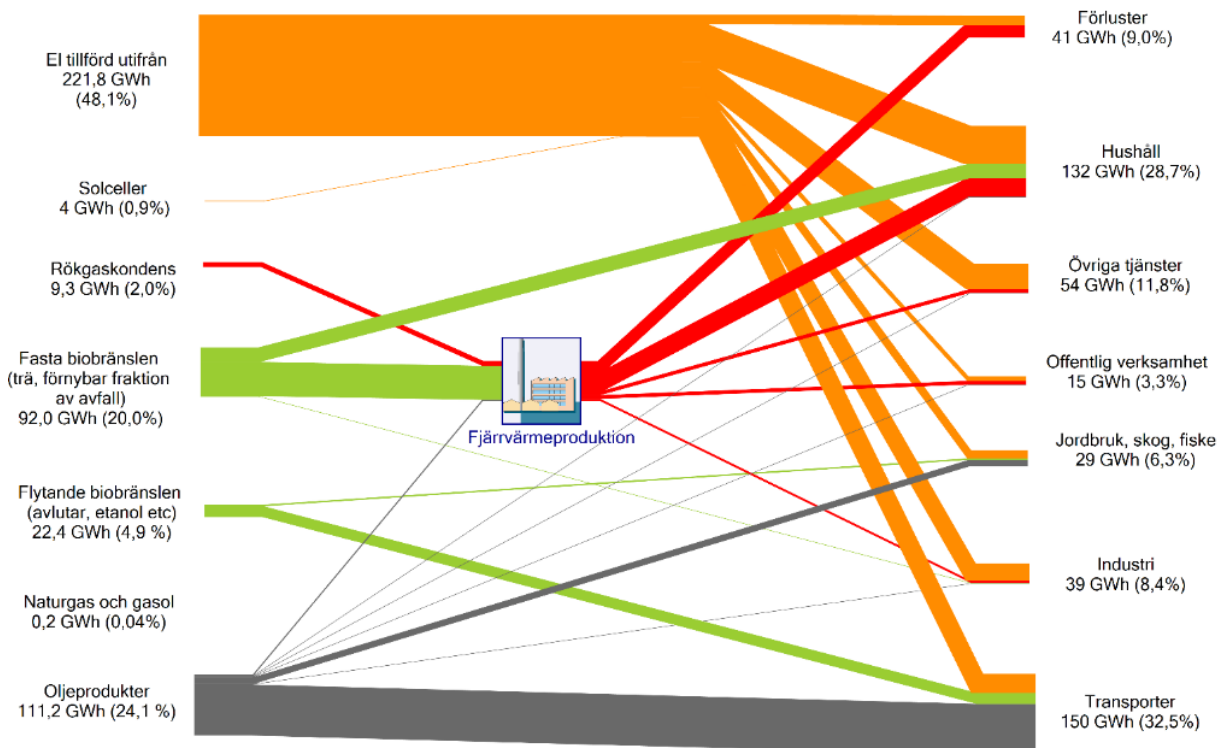 El tillförd utifrån
221,8 GWh
(48,1%)
Solceller
4 GWh (0,9%)
Rökgaskondens
9,3 GWh (2,0%)
Fasta biobränslen
(trä, förnybar fraktion
av avfall)
92,0 GWh (20,0%)
Flytande biobränslen
(avlutar, etanol etc)
22,4 GWh (4,9 %)
Naturgas och gasol
0,2 GWh (0,04%)
Oljeprodukter
111,2 GWh (24,1 %)
Fjärrvärmeproduktion
Förluster
41 GWh (9,0%)
Hushåll
132 GWh (28,7%)
Övriga tjänster
54 GWh (11,8%)
Offentlig verksamhet
15 GWh (3,3%)
Jordbruk, skog, fiske
29 GWh (6,3%)
Industri
39 GWh (8,4%)
Transporter
150 GWh (32,5%)